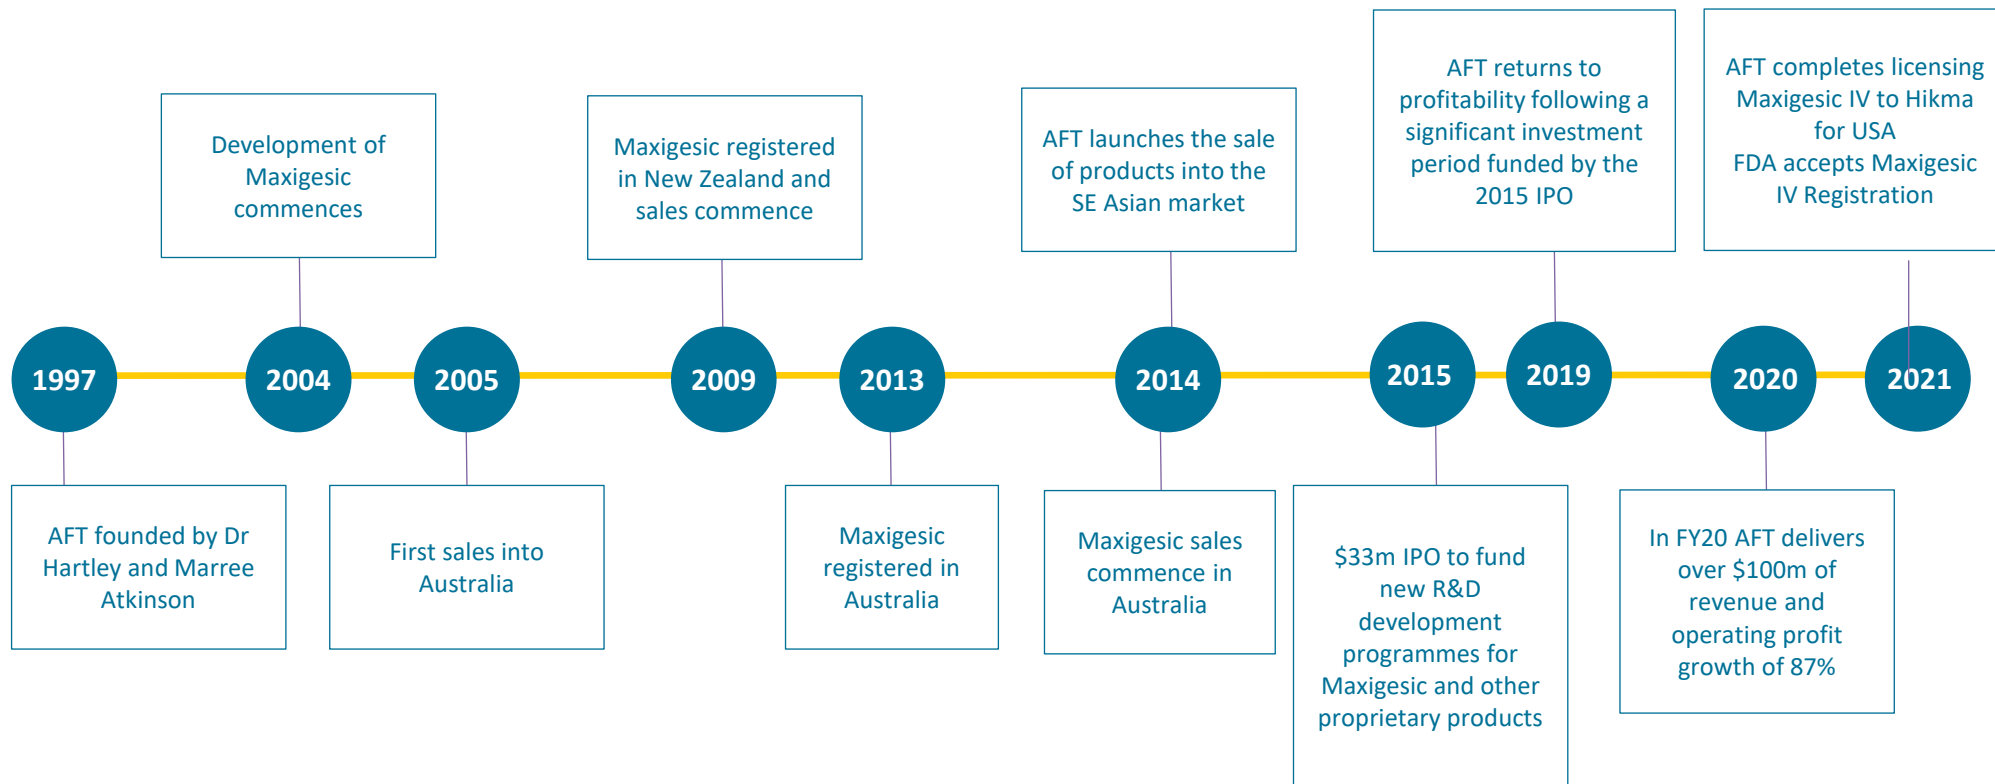 Development of
Maxigesic
commences
Maxigesic registered
in New Zealand and
sales commence
AFT launches the sale
of products into the
SE Asian market
AFT returns to
profitability following a
significant investment
period funded by the
2015 IPO
AFT completes licensing
Maxigesic IV to Hikma
for USA
FDA accepts Maxigesic
IV Registration
1997
2004
2005
2009
2013
2014
2015
2019
2020
2021
AFT founded by Dr
Hartley and Marree
Atkinson
First sales into
Australia
Maxigesic
registered in
Australia
Maxigesic sales
commence in
Australia
$33m IPO to fund
new R&D
development
programmes for
Maxigesic and other
proprietary products
In FY20 AFT delivers
over $100m of
revenue and
operating profit
growth of 87%